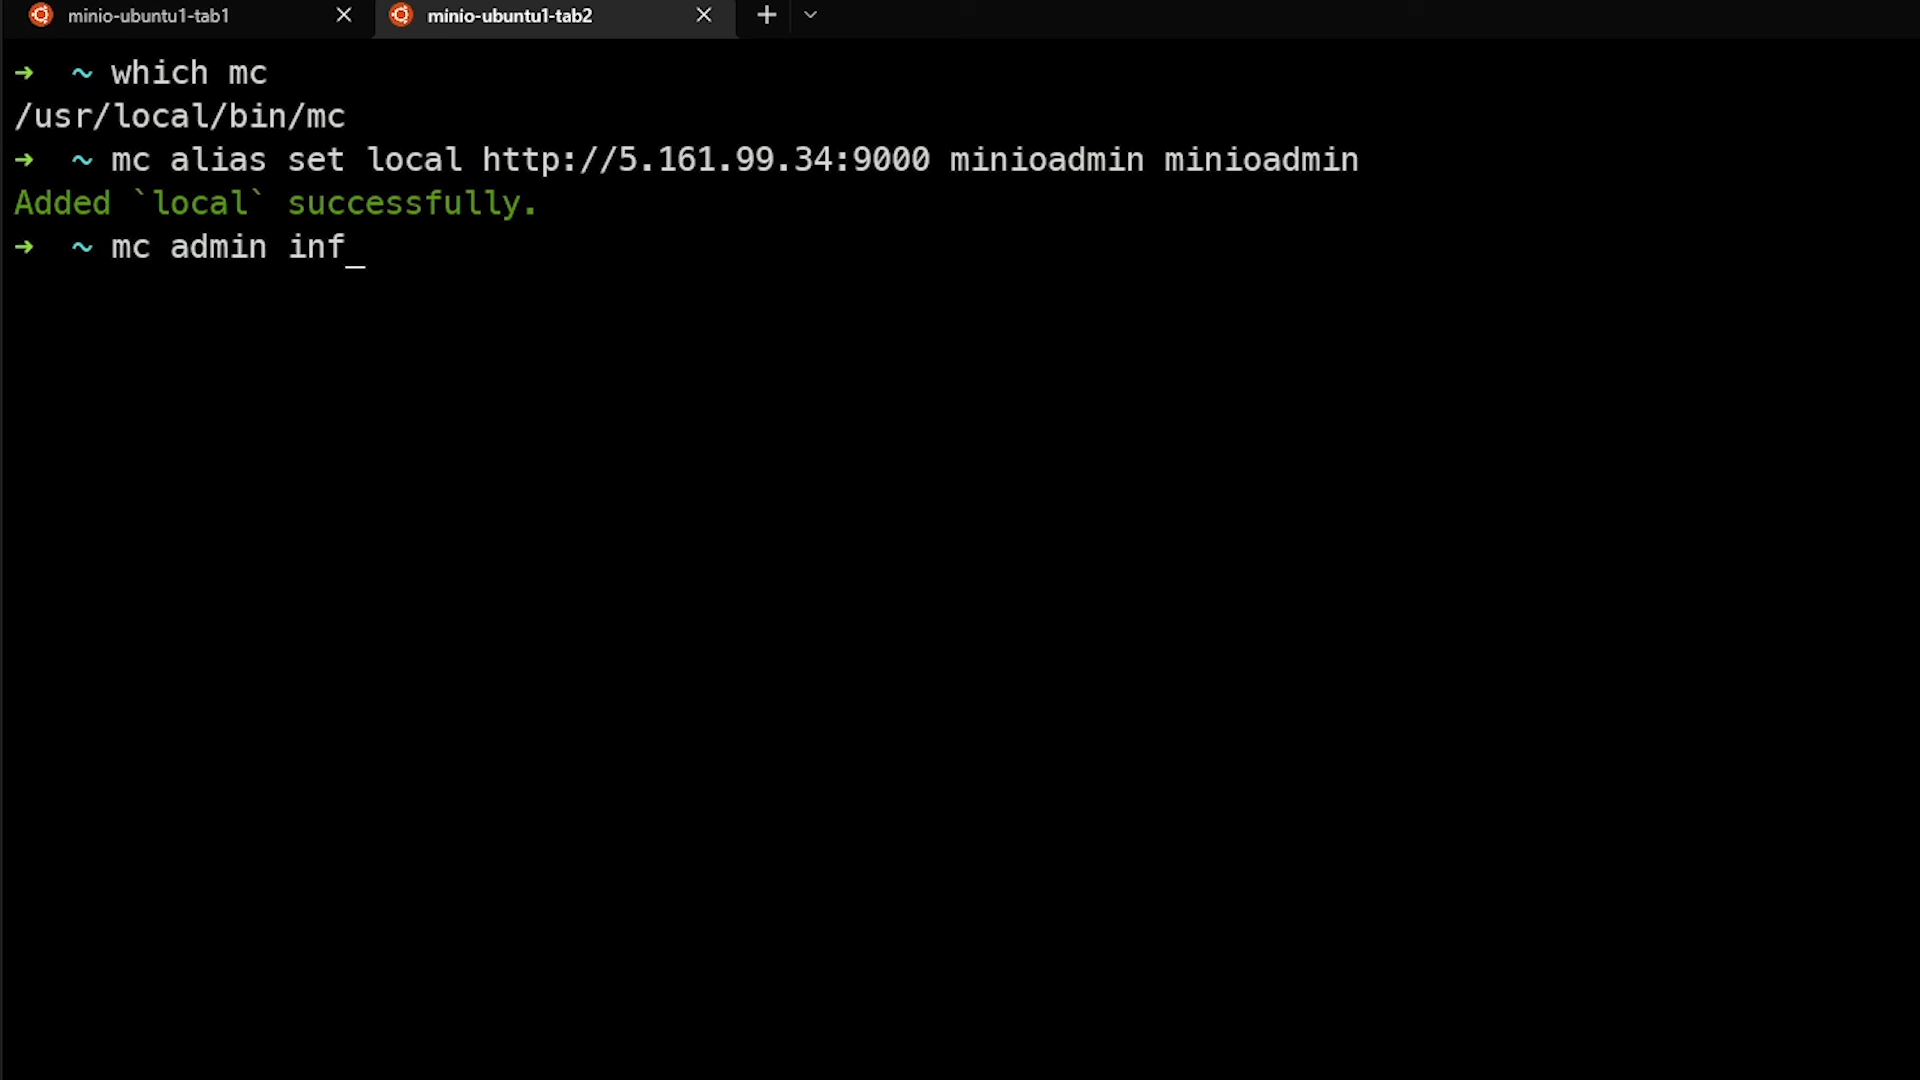 minio-ubuntu1-tab1
minio-ubuntu1-tab2
➜ ~ which mc
/usr/local/bin/mc
➜ ~ mc alias set local http://5.161.99.34:9000 minioadmin minioadmin
Added `local` successfully.
➜ ~ mc admin inf_